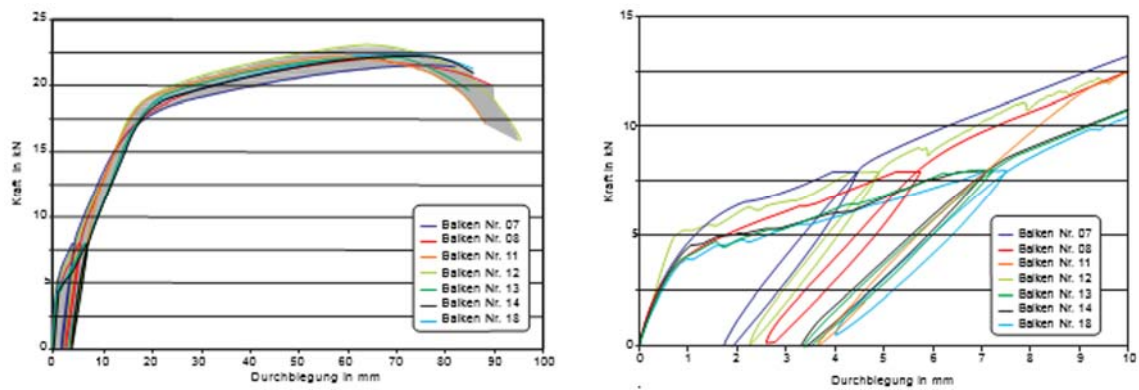 25
20
15
10
5
0
Kraft in kN
0 10 20 30 40 50 60 70 80 90 100
Durchbiegung in mm
Balken Nr. 07
Balken Nr. 08
Balken Nr. 11
Balken Nr. 12
Balken Nr. 13
Balken Nr. 14
Balken Nr. 18
15
10
5
0
Kraft in kN
0 1 2 3 4 5 6 7 8 9 10
Durchbiegung in mm
Balken Nr. 07
Balken Nr. 08
Balken Nr. 11
Balken Nr. 12
Balken Nr. 13
Balken Nr. 14
Balken Nr. 18